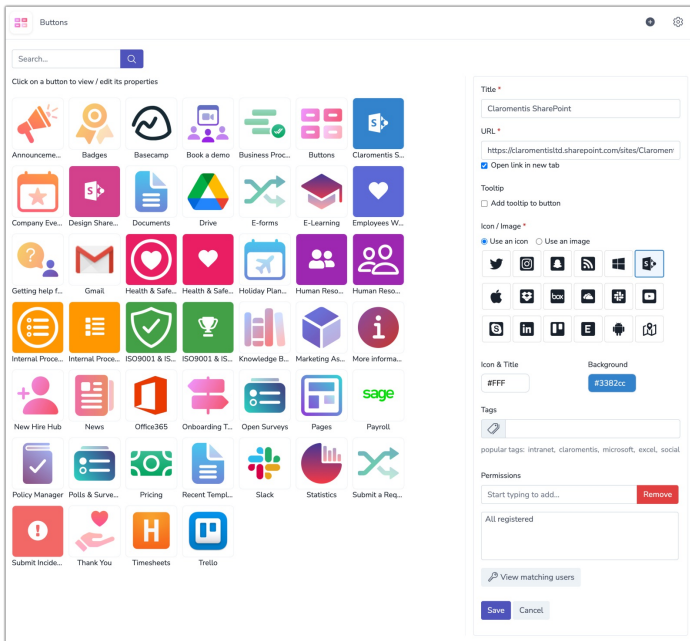 Buttons
Search...
Click on a button to view / edit its properties
Announceme... Badges Basecamp Book a demo Business Proc... Buttons Claromentis S...
Company Eve... Design Share... Documents Drive E-forms E-Learning Employees W...
Getting help f... Gmail Health & Safe... Health & Safe... Holiday Plan... Human Reso... Human Reso...
Internal Proce... Internal Proce... ISO9001 & IS... ISO9001 & IS... Knowledge B... Marketing As... More informa...
sage
New Hire Hub News Office365 Onboarding T... Open Surveys Pages Payroll
Policy Manager Polls & Surve... Pricing Recent Templ... Slack Statistics Submit a Req...
H
Submit Incide... Thank You Timesheets Trello
Title *
Claromentis SharePoint
URL *
https://claromentisltd.sharepoint.com/sites/Claroment
Open link in new tab
Tooltip
Add tooltip to button
Icon / Image *
Use an icon Use an image
box
in E
Icon & Title Background
#FFF #3382cc
Tags
popular tags: intranet, claromentis, microsoft, excel, social
Permissions
Start typing to add... Remove
All registered
View matching users
Save Cancel